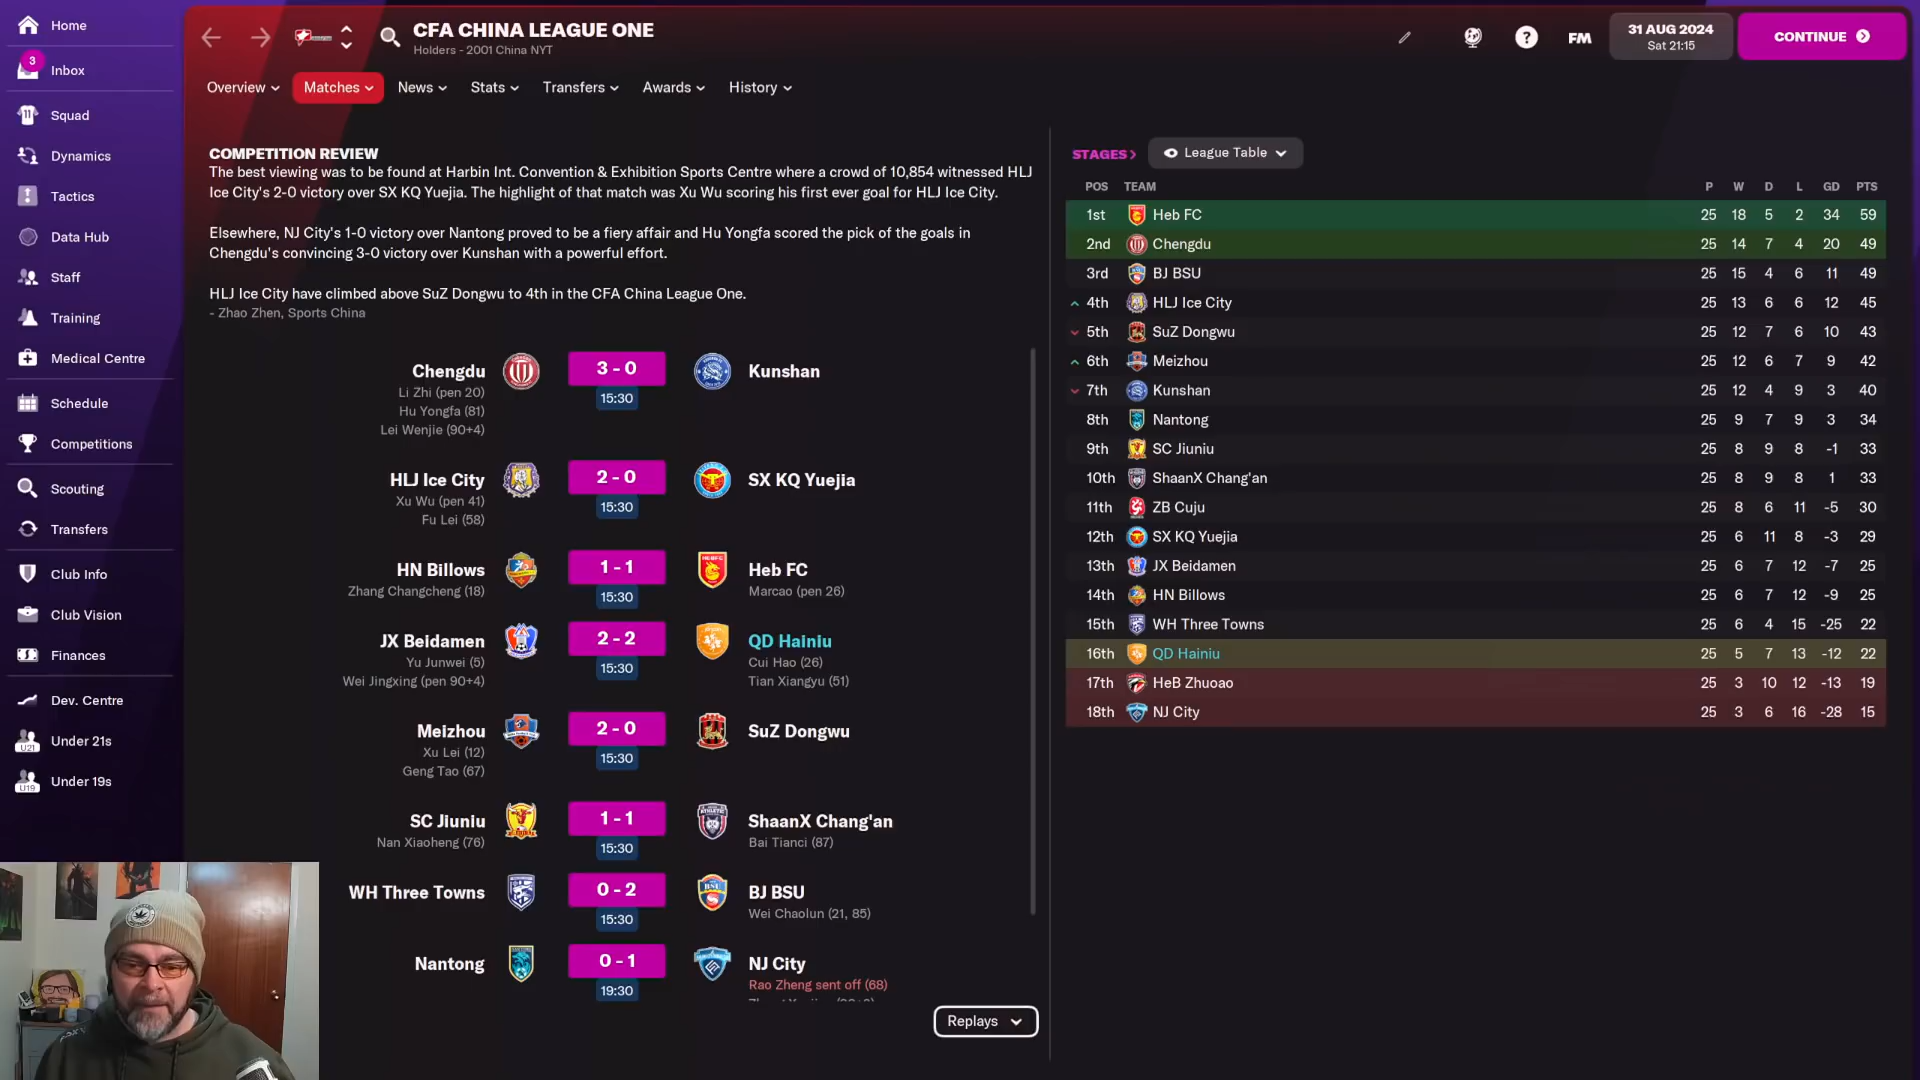 Home
3
Inbox
Squad
Dynamics
Tactics
Data Hub
Staff
Training
Medical Centre
Schedule
Competitions
Scouting
Transfers
Club Info
Club Vision
Finances
Dev. Centre
U21 Under 21s
U19 Under 19s
CFA CHINA LEAGUE ONE
Holders - 2001 China NYT
?
FM
31 AUG 2024
Sat 21:15
CONTINUE
Overview Matches News Stats Transfers Awards History
COMPETITION REVIEW
The best viewing was to be found at Harbin Int. Convention & Exhibition Sports Centre where a crowd of 10,854 witnessed HLJ
Ice City's 2-0 victory over SX KQ Yuejia. The highlight of that match was Xu Wu scoring his first ever goal for HLJ Ice City.
Elsewhere, NJ City's 1-0 victory over Nantong proved to be a fiery affair and Hu Yongfa scored the pick of the goals in
Chengdu's convincing 3-0 victory over Kunshan with a powerful effort.
HLJ Ice City have climbed above SuZ Dongwu to 4th in the CFA China League One.
- Zhao Zhen, Sports China
Chengdu 3 - 0 Kunshan
Li Zhi (pen 20) 15:30
Hu Yongfa (81)
Lei Wenjie (90+4)
HLJ Ice City 2 - 0 SX KQ Yuejia
Xu Wu (pen 41) 15:30
Fu Lei (58)
HN Billows 1 - 1 Heb FC
Zhang Changcheng (18) 15:30 Marcao (pen 26)
JX Beidamen 2 - 2 QD Hainiu
Yu Junwei (5) 15:30 Cui Hao (26)
Wei Jingxing (pen 90+4) Tian Xiangyu (51)
Meizhou 2 - 0 SuZ Dongwu
Xu Lei (12) 15:30
Geng Tao (67)
SC Jiuniu 1 - 1 ShaanX Chang'an
Nan Xiaoheng (76) 15:30 Bai Tianci (87)
WH Three Towns 0 - 2 BJ BSU
15:30 Wei Chaolun (21, 85)
Nantong 0 - 1 NJ City
19:30 Rao Zheng sent off (68)
Replays
STAGES> League Table
POS TEAM P W D L GD PTS
1st Heb FC 25 18 5 2 34 59
2nd Chengdu 25 14 7 4 20 49
3rd BJ BSU 25 15 4 6 11 49
4th HLJ Ice City 25 13 6 6 12 45
5th SuZ Dongwu 25 12 7 6 10 43
6th Meizhou 25 12 6 7 9 42
7th Kunshan 25 12 4 9 3 40
8th Nantong 25 9 7 9 3 34
9th SC Jiuniu 25 8 9 8 -1 33
10th ShaanX Chang'an 25 8 9 8 1 33
11th ZB Cuju 25 8 6 11 -5 30
12th SX KQ Yuejia 25 6 11 8 -3 29
13th JX Beidamen 25 6 7 12 -7 25
14th HN Billows 25 6 7 12 -9 25
15th WH Three Towns 25 6 4 15 -25 22
16th QD Hainiu 25 5 7 13 -12 22
17th HeB Zhuoao 25 3 10 12 -13 19
18th NJ City 25 3 6 16 -28 15